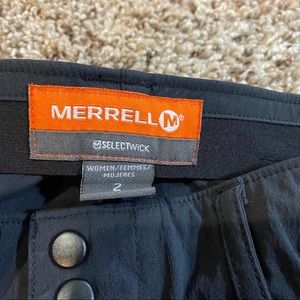 MERRELL M
M SELECTWICK
WOMEN/FEMMES/
MUJERES
2